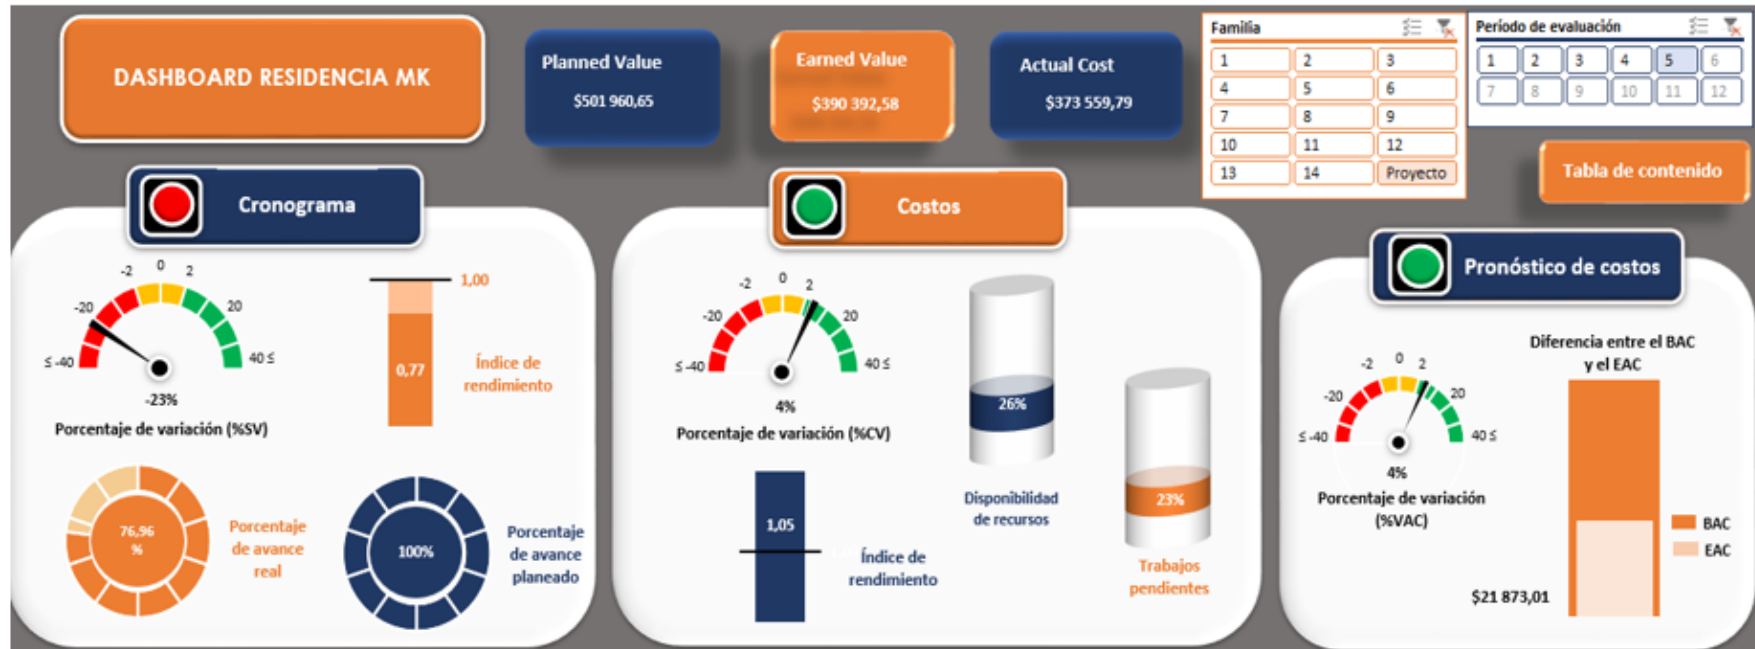 DASHBOARD RESIDENCIA MK
Planned Value
$501 960,65
Earned Value
$390 392,58
Actual Cost
$373 559,79
Familia
1 2 3
4 5 6
7 8 9
10 11 12
13 14 Proyecto
Período de evaluación
1 2 3 4 5 6
7 8 9 10 11 12
Tabla de contenido
Cronograma
≤ -40 -20 -2 0 2 20 40 ≤
-23%
Porcentaje de variación (%SV)
1,00
0,77
Índice de
rendimiento
76,96
%
Porcentaje
de avance
real
100%
Porcentaje
de avance
planeado
Costos
≤ -40 -20 -2 0 2 20 40 ≤
4%
Porcentaje de variación (%CV)
1,05
Índice de
rendimiento
26%
Disponibilidad
de recursos
23%
Trabajos
pendientes
Pronóstico de costos
≤ -40 -20 -2 0 2 20 40 ≤
4%
Porcentaje de variación
(%VAC)
Diferencia entre el BAC
y el EAC
$21 873,01
BAC
EAC